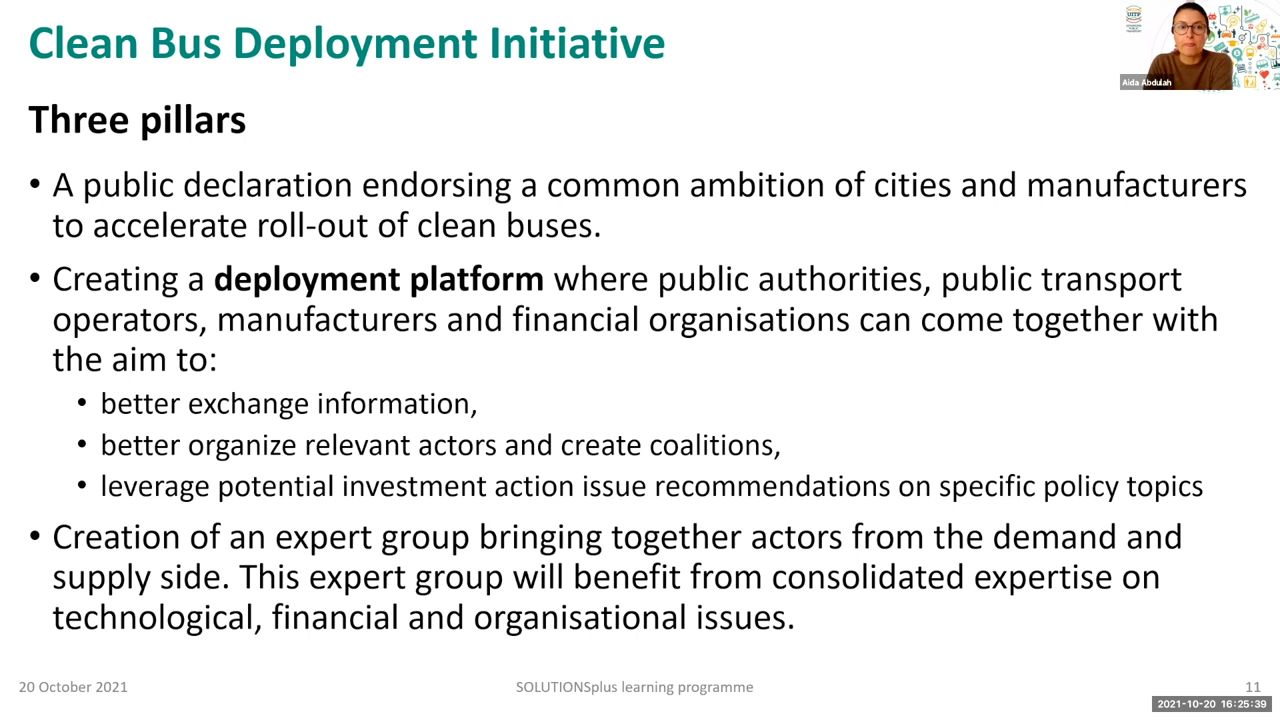 Clean Bus Deployment Initiative
UITP
Aida Abdulah
Three pillars
• A public declaration endorsing a common ambition of cities and manufacturers
to accelerate roll-out of clean buses.
• Creating a deployment platform where public authorities, public transport
operators, manufacturers and financial organisations can come together with
the aim to:
• better exchange information,
• better organize relevant actors and create coalitions,
• leverage potential investment action issue recommendations on specific policy topics
• Creation of an expert group bringing together actors from the demand and
supply side. This expert group will benefit from consolidated expertise on
technological, financial and organisational issues.
20 October 2021
SOLUTIONSplus learning programme
11
2021-10-20 16:25:39